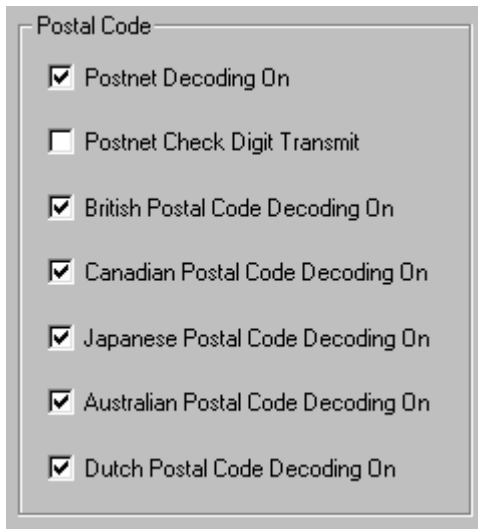 Postal Code
Postnet Decoding On
Postnet Check Digit Transmit
British Postal Code Decoding On
Canadian Postal Code Decoding On
Japanese Postal Code Decoding On
Australian Postal Code Decoding On
Dutch Postal Code Decoding On